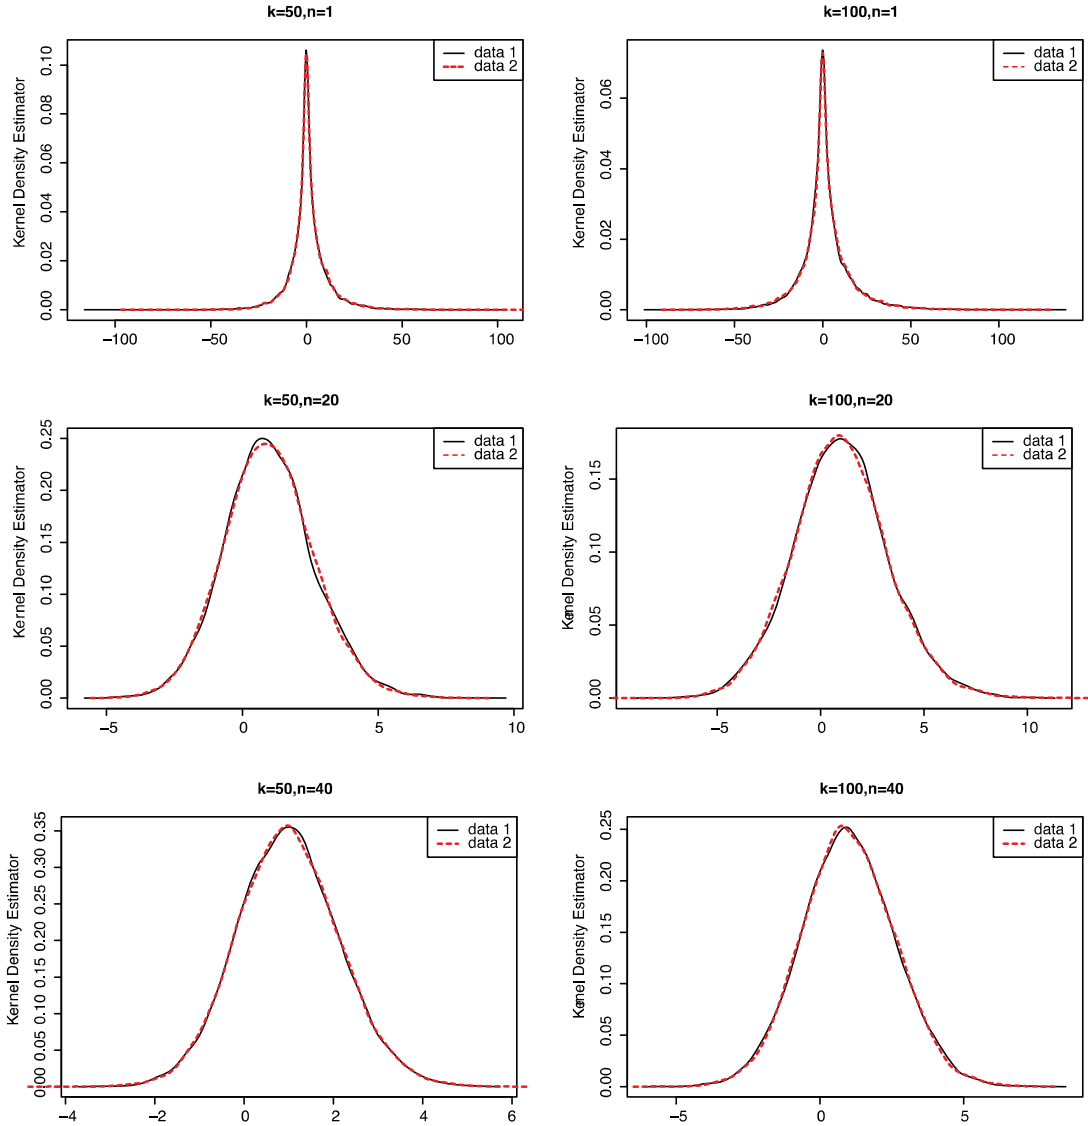 k=50,n=1
k=100,n=1
Kernel Density Estimator
0.00 0.02 0.04 0.06 0.08 0.10
data 1
data 2
−100 −50 0 50 100
Kernel Density Estimator
0.00 0.02 0.04 0.06
data 1
data 2
−100 −50 0 50 100
k=50,n=20
k=100,n=20
Kernel Density Estimator
0.00 0.05 0.10 0.15 0.20 0.25
data 1
data 2
−5 0 5 10
Kernel Density Estimator
0.00 0.05 0.10 0.15
data 1
data 2
−5 0 5 10
k=50,n=40
k=100,n=40
Kernel Density Estimator
0.00 0.05 0.10 0.15 0.20 0.25 0.30 0.35
data 1
data 2
−4 −2 0 2 4 6
Kernel Density Estimator
0.00 0.05 0.10 0.15 0.20 0.25
data 1
data 2
−5 0 5